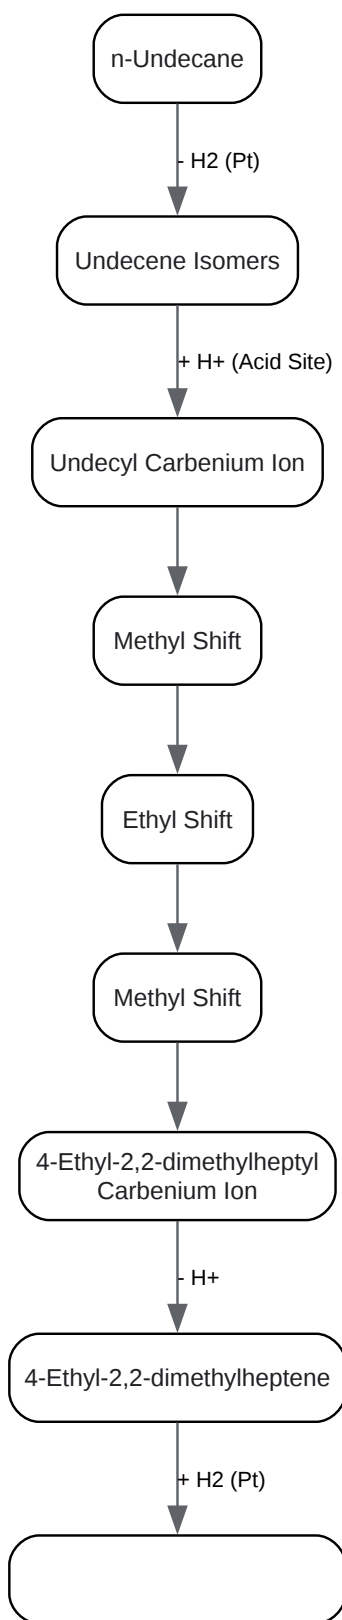 n-Undecane
- H2 (Pt)
Undecene Isomers
+ H+ (Acid Site)
Undecyl Carbenium Ion
Methyl Shift
Ethyl Shift
Methyl Shift
4-Ethyl-2,2-dimethylheptyl
Carbenium Ion
- H+
4-Ethyl-2,2-dimethylheptene
+ H2 (Pt)